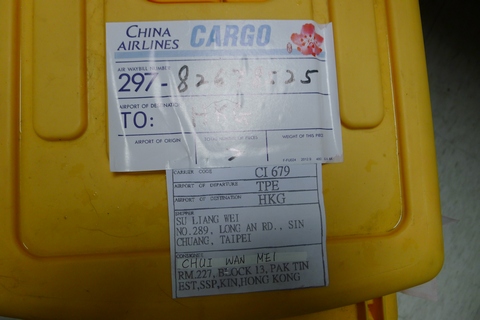 CHINA AIRLINES CARGO
AIR WAYBILL NUMBER
297-
AIRPORT OF DESTINATION
TO:
AIRPORT OF ORIGIN
WEIGHT OF THIS PIECE
CARRIER CODE CI 679
AIRPORT OF DEPARTURE TPE
AIRPORT OF DESTINATION HKG
SHIPPER
SU LIANG WEI
NO.289, LONG AN RD., SIN
CHUANG, TAIPEI
CONSIGNEE
CHUI WAN MEI
RM.227, BLOCK 13, PAK TIN
EST,SSP,KLN,HONG KONG